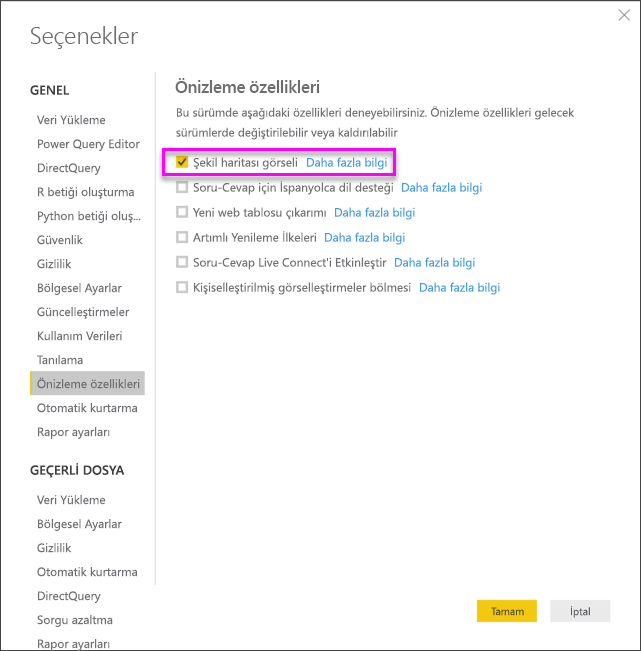 Seçenekler
GENEL
Veri Yükleme
Power Query Editor
DirectQuery
R betiği oluşturma
Python betiği oluş...
Güvenlik
Gizlilik
Bölgesel Ayarlar
Güncelleştirmeler
Kullanım Verileri
Tanılama
Önizleme özellikleri
Otomatik kurtarma
Rapor ayarları
GEÇERLİ DOSYA
Veri Yükleme
Bölgesel Ayarlar
Gizlilik
Otomatik kurtarma
DirectQuery
Sorgu azaltma
Rapor ayarları
Önizleme özellikleri
Bu sürümde aşağıdaki özellikleri deneyebilirsiniz. Önizleme özellikleri gelecek
sürümlerde değiştirilebilir veya kaldırılabilir
Şekil haritası görseli Daha fazla bilgi
Soru-Cevap için İspanyolca dil desteği Daha fazla bilgi
Yeni web tablosu çıkarımı Daha fazla bilgi
Artımlı Yenileme İlkeleri Daha fazla bilgi
Soru-Cevap Live Connect'i Etkinleştir Daha fazla bilgi
Kişiselleştirilmiş görselleştirmeler bölmesi Daha fazla bilgi
Tamam İptal